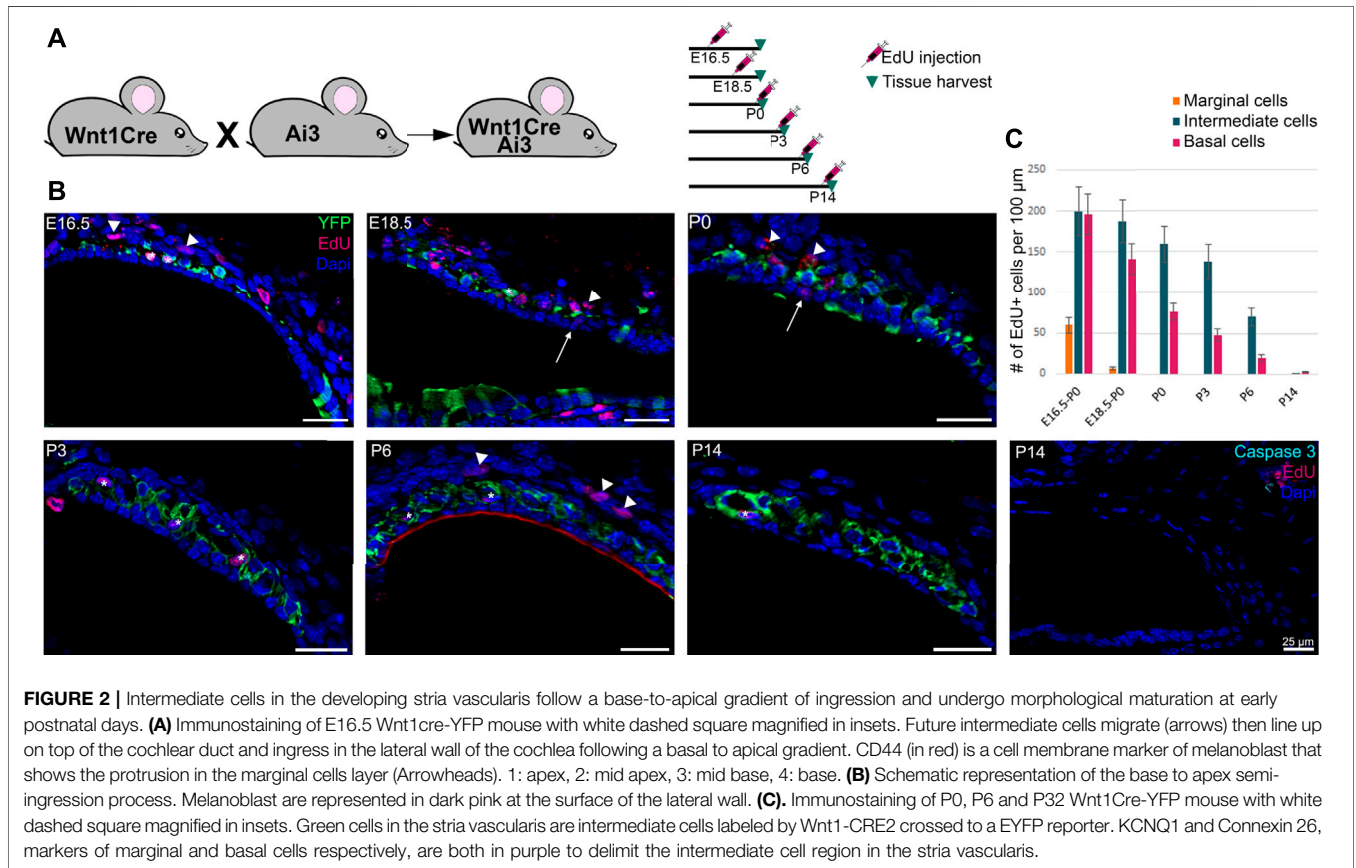 A
Wnt1Cre
X
Ai3
Wnt1Cre
Ai3
E16.5
E18.5
P0
P3
P6
P14
EdU injection
Tissue harvest
C
Marginal cells
Intermediate cells
Basal cells
# of EdU+ cells per 100 µm
250
200
150
100
50
0
E16.5-P0
E18.5-P0
P0
P3
P6
P14
B
E16.5
YFP
EdU
Dapi
E18.5
P0
P3
P6
P14
P14
Caspase 3
EdU
Dapi
25 µm
FIGURE 2 | Intermediate cells in the developing stria vascularis follow a base-to-apical gradient of ingression and undergo morphological maturation at early
postnatal days. (A) Immunostaining of E16.5 Wnt1cre-YFP mouse with white dashed square magnified in insets. Future intermediate cells migrate (arrows) then line up
on top of the cochlear duct and ingress in the lateral wall of the cochlea following a basal to apical gradient. CD44 (in red) is a cell membrane marker of melanoblast that
shows the protrusion in the marginal cells layer (Arrowheads). 1: apex, 2: mid apex, 3: mid base, 4: base. (B) Schematic representation of the base to apex semi-
ingression process. Melanoblast are represented in dark pink at the surface of the lateral wall. (C). Immunostaining of P0, P6 and P32 Wnt1Cre-YFP mouse with white
dashed square magnified in insets. Green cells in the stria vascularis are intermediate cells labeled by Wnt1-CRE2 crossed to a EYFP reporter. KCNQ1 and Connexin 26,
markers of marginal and basal cells respectively, are both in purple to delimit the intermediate cell region in the stria vascularis.